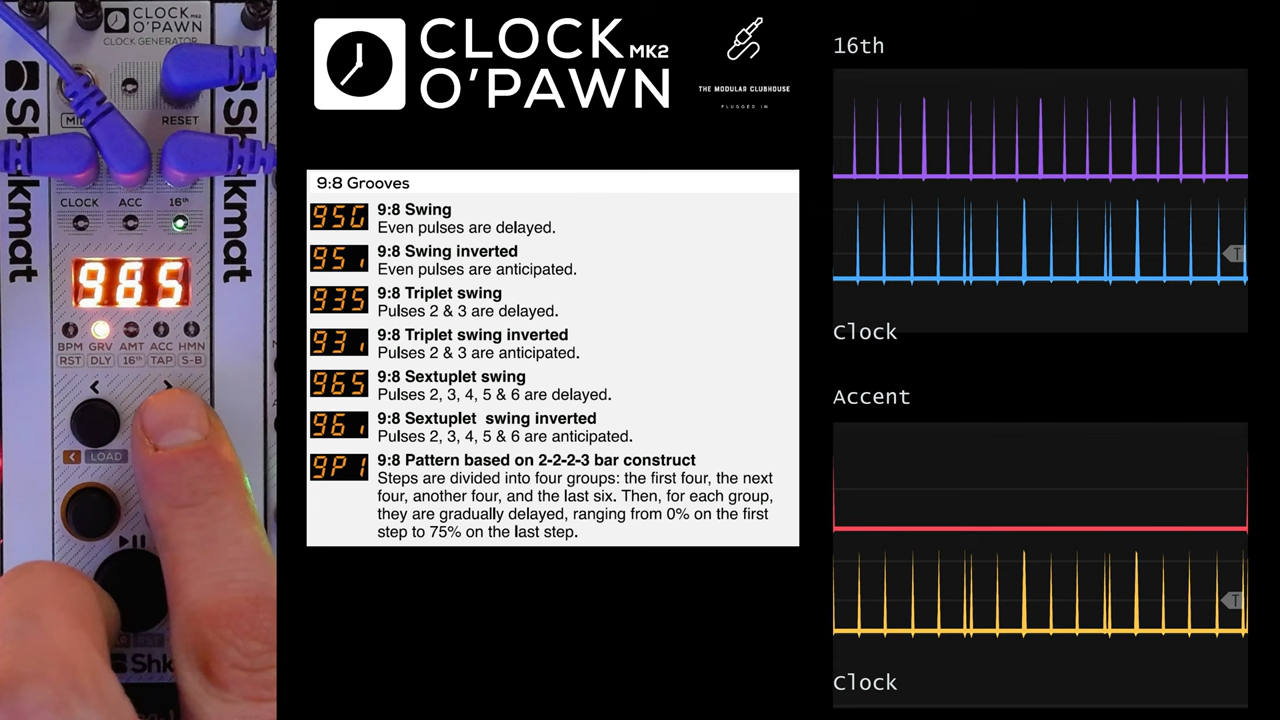 CLOCK
O'PAWN MK2
CLOCK GENERATOR
Shkmat
Shkmat
RESET
CLOCK ACC 16th
985
BPM GRV AMT ACC HMN
RST DLY 16th TAP S-B
< >
< LOAD
Shk
CLOCK MK2
O'PAWN
THE MODULAR CLUBHOUSE
PLUGGED IN
9:8 Grooves
9SG 9:8 Swing
Even pulses are delayed.
9Si 9:8 Swing inverted
Even pulses are anticipated.
93S 9:8 Triplet swing
Pulses 2 & 3 are delayed.
93i 9:8 Triplet swing inverted
Pulses 2 & 3 are anticipated.
96S 9:8 Sextuplet swing
Pulses 2, 3, 4, 5 & 6 are delayed.
96i 9:8 Sextuplet swing inverted
Pulses 2, 3, 4, 5 & 6 are anticipated.
9P1 9:8 Pattern based on 2-2-2-3 bar construct
Steps are divided into four groups: the first four, the next
four, another four, and the last six. Then, for each group,
they are gradually delayed, ranging from 0% on the first
step to 75% on the last step.
16th
T
Clock
Accent
T
Clock